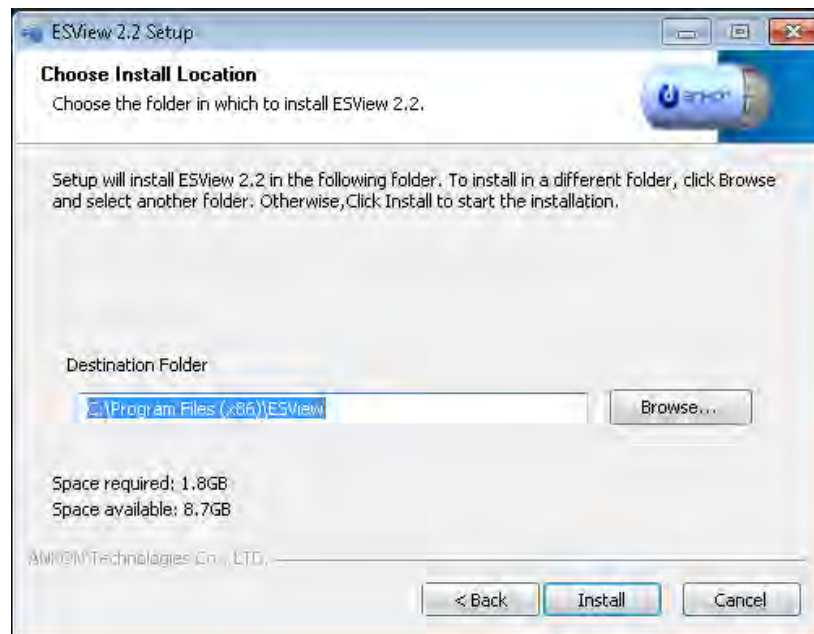 ESView 2.2 Setup
Choose Install Location
Choose the folder in which to install ESView 2.2.
ankon
Setup will install ESView 2.2 in the following folder. To install in a different folder, click Browse
and select another folder. Otherwise,Click Install to start the installation.
Destination Folder
C:\Program Files (x86)\ESView
Browse...
Space required: 1.8GB
Space available: 8.7GB
ANKON Technologies Co., LTD.
< Back
Install
Cancel